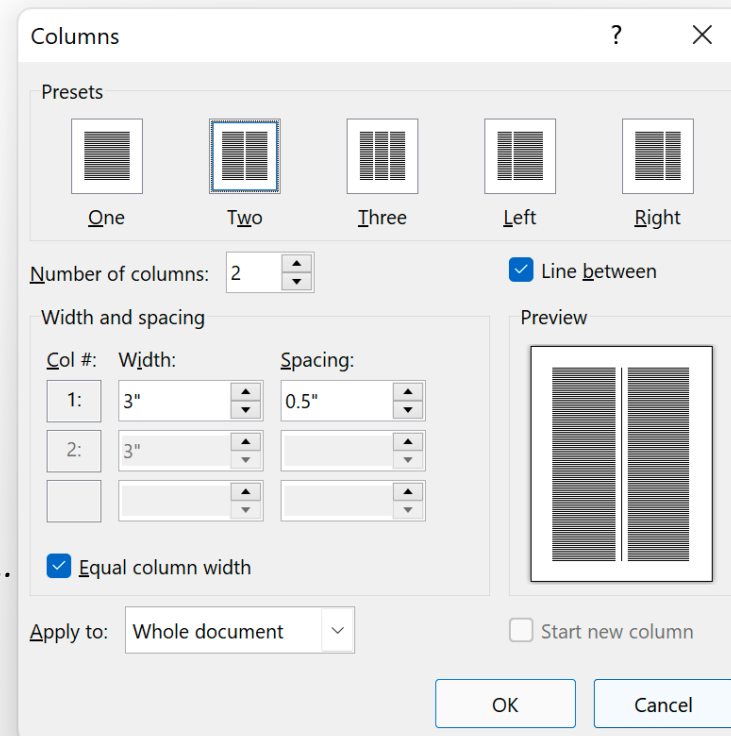 Columns ?
Presets
One Two Three Left Right
Number of columns: 2 Line between
Width and spacing Preview
Col #: Width: Spacing:
1: 3" 0.5"
2: 3"
Equal column width
Apply to: Whole document Start new column
OK Cancel